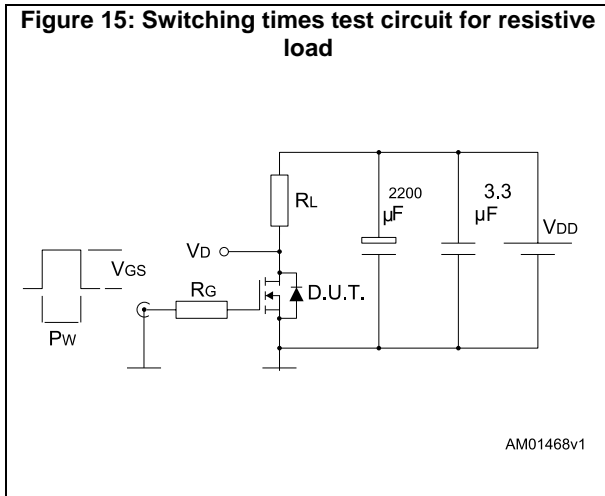 Figure 15: Switching times test circuit for resistive
load
RL
2200
μF
3.3
μF
VDD
VD
VGS
RG
D.U.T.
PW
AM01468v1